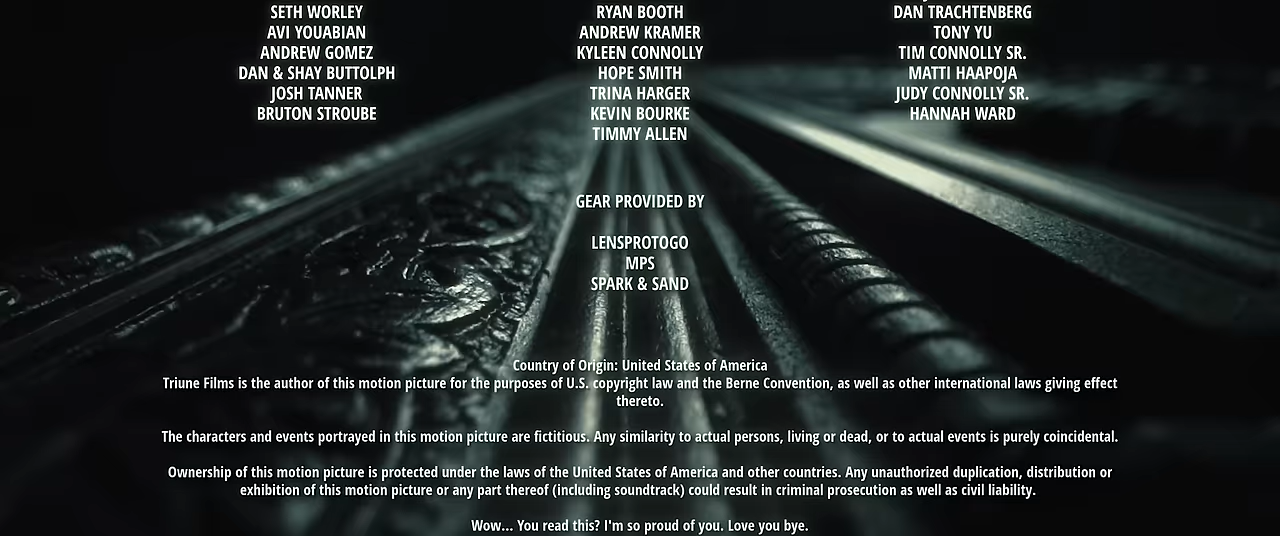 SETH WORLEY
AVI YOUABIAN
ANDREW GOMEZ
DAN & SHAY BUTTOLPH
JOSH TANNER
BRUTON STROUBE
RYAN BOOTH
ANDREW KRAMER
KYLEEN CONNOLLY
HOPE SMITH
TRINA HARGER
KEVIN BOURKE
TIMMY ALLEN
DAN TRACHTENBERG
TONY YU
TIM CONNOLLY SR.
MATTI HAAPOJA
JUDY CONNOLLY SR.
HANNAH WARD
GEAR PROVIDED BY
LENSPROTOGO
MPS
SPARK & SAND
Country of Origin: United States of America
Triune Films is the author of this motion picture for the purposes of U.S. copyright law and the Berne Convention, as well as other international laws giving effect
thereto.
The characters and events portrayed in this motion picture are fictitious. Any similarity to actual persons, living or dead, or to actual events is purely coincidental.
Ownership of this motion picture is protected under the laws of the United States of America and other countries. Any unauthorized duplication, distribution or
exhibition of this motion picture or any part thereof (including soundtrack) could result in criminal prosecution as well as civil liability.
Wow... You read this? I'm so proud of you. Love you bye.